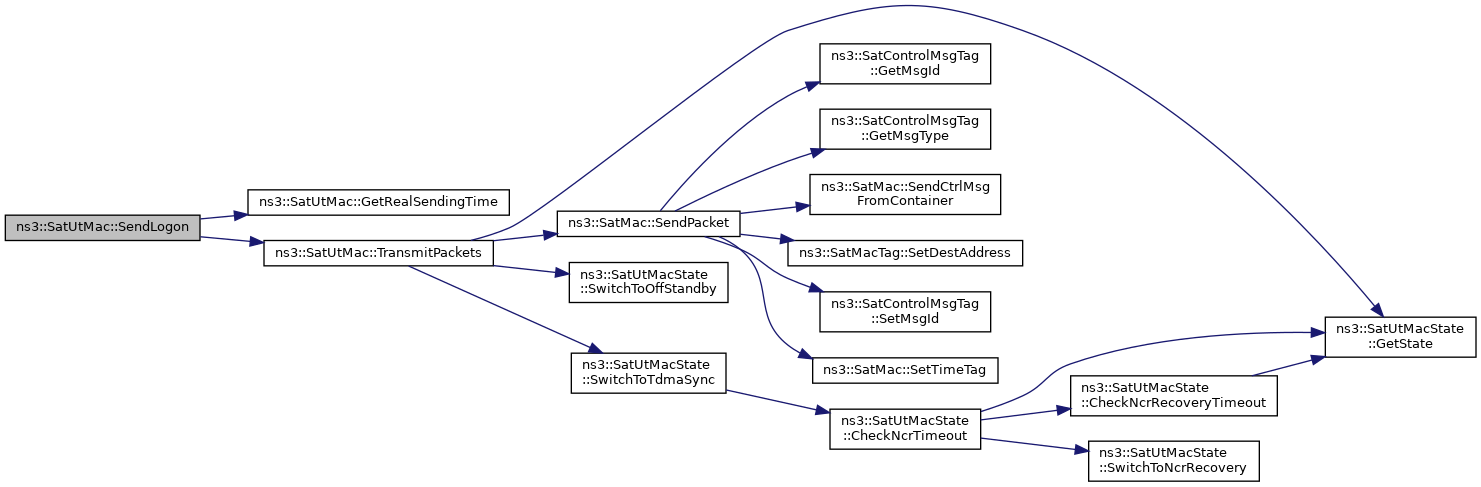 ns3::SatUtMac::SendLogon
ns3::SatUtMac::GetRealSendingTime
ns3::SatUtMac::TransmitPackets
ns3::SatMac::SendPacket
ns3::SatUtMacState
::SwitchToOffStandby
ns3::SatUtMacState
::SwitchToTdmaSync
ns3::SatControlMsgTag
::GetMsgId
ns3::SatControlMsgTag
::GetMsgType
ns3::SatMac::SendCtrlMsg
FromContainer
ns3::SatMacTag::SetDestAddress
ns3::SatControlMsgTag
::SetMsgId
ns3::SatMac::SetTimeTag
ns3::SatUtMacState
::CheckNcrTimeout
ns3::SatUtMacState
::CheckNcrRecoveryTimeout
ns3::SatUtMacState
::SwitchToNcrRecovery
ns3::SatUtMacState
::GetState